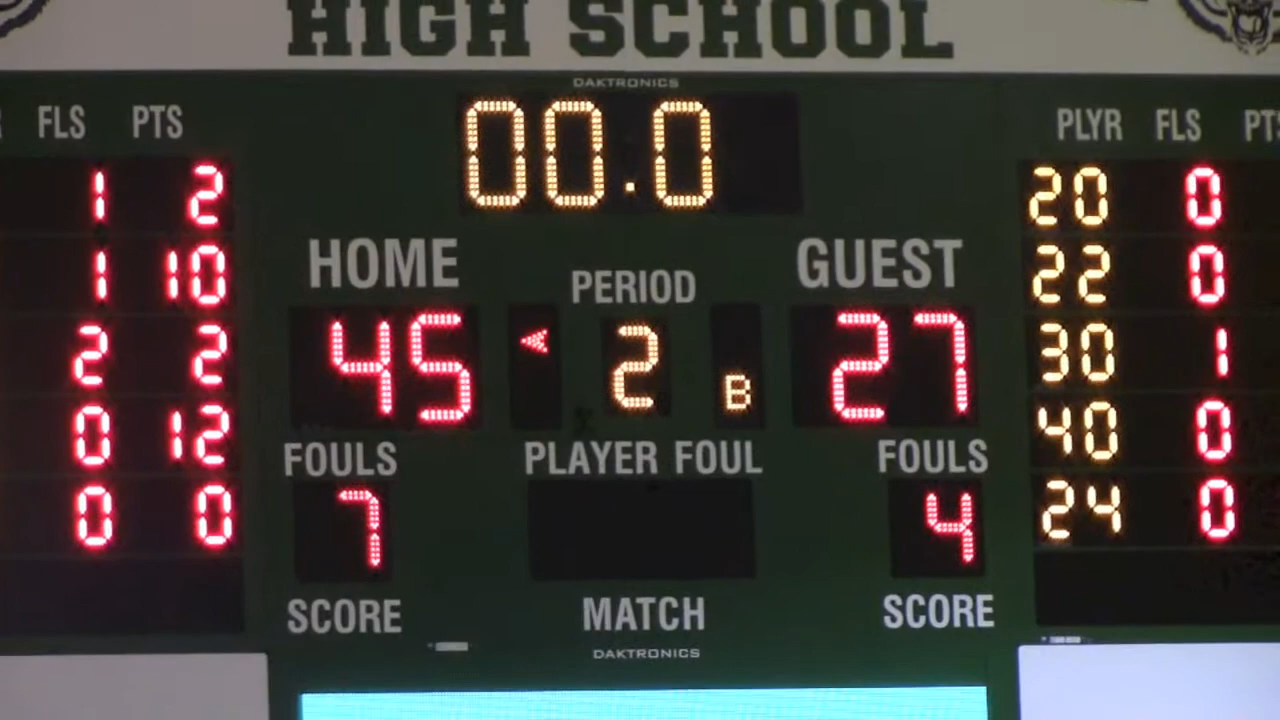 HIGH SCHOOL
DAKTRONICS
00.0
FLS PTS
PLYR FLS
1 2
20 0
HOME
PERIOD
GUEST
1 10
22 0
45 2 B 27
2 2
30 1
FOULS
PLAYER FOUL
FOULS
0 12
40 0
7
4
0 0
24 0
SCORE
MATCH
SCORE
DAKTRONICS